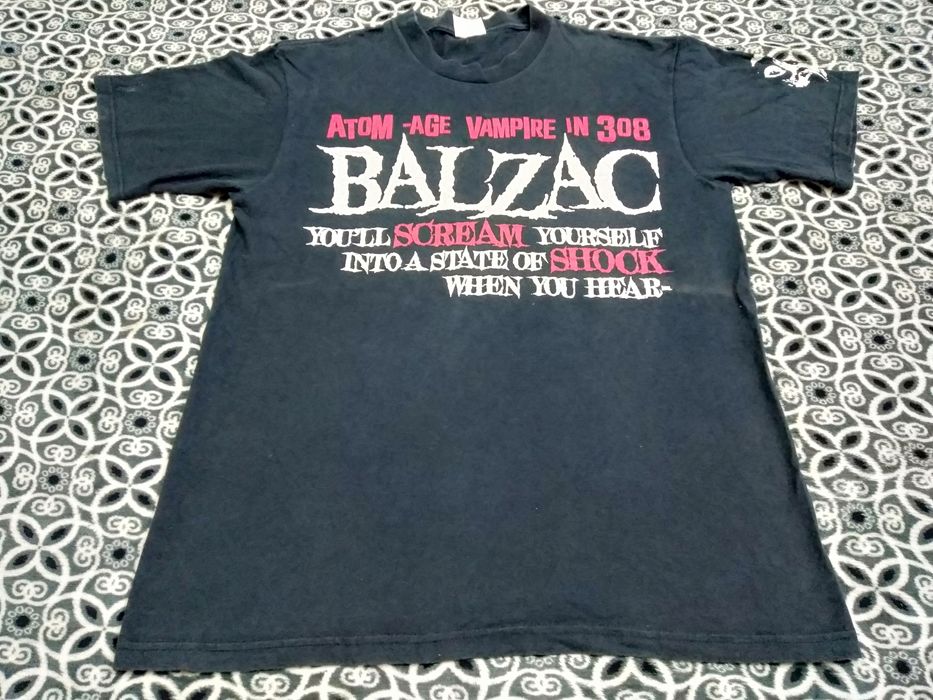 ATOM -AGE VAMPIRE IN 308
BALZAC
YOU'LL SCREAM YOURSELF
INTO A STATE OF SHOCK
WHEN YOU HEAR-